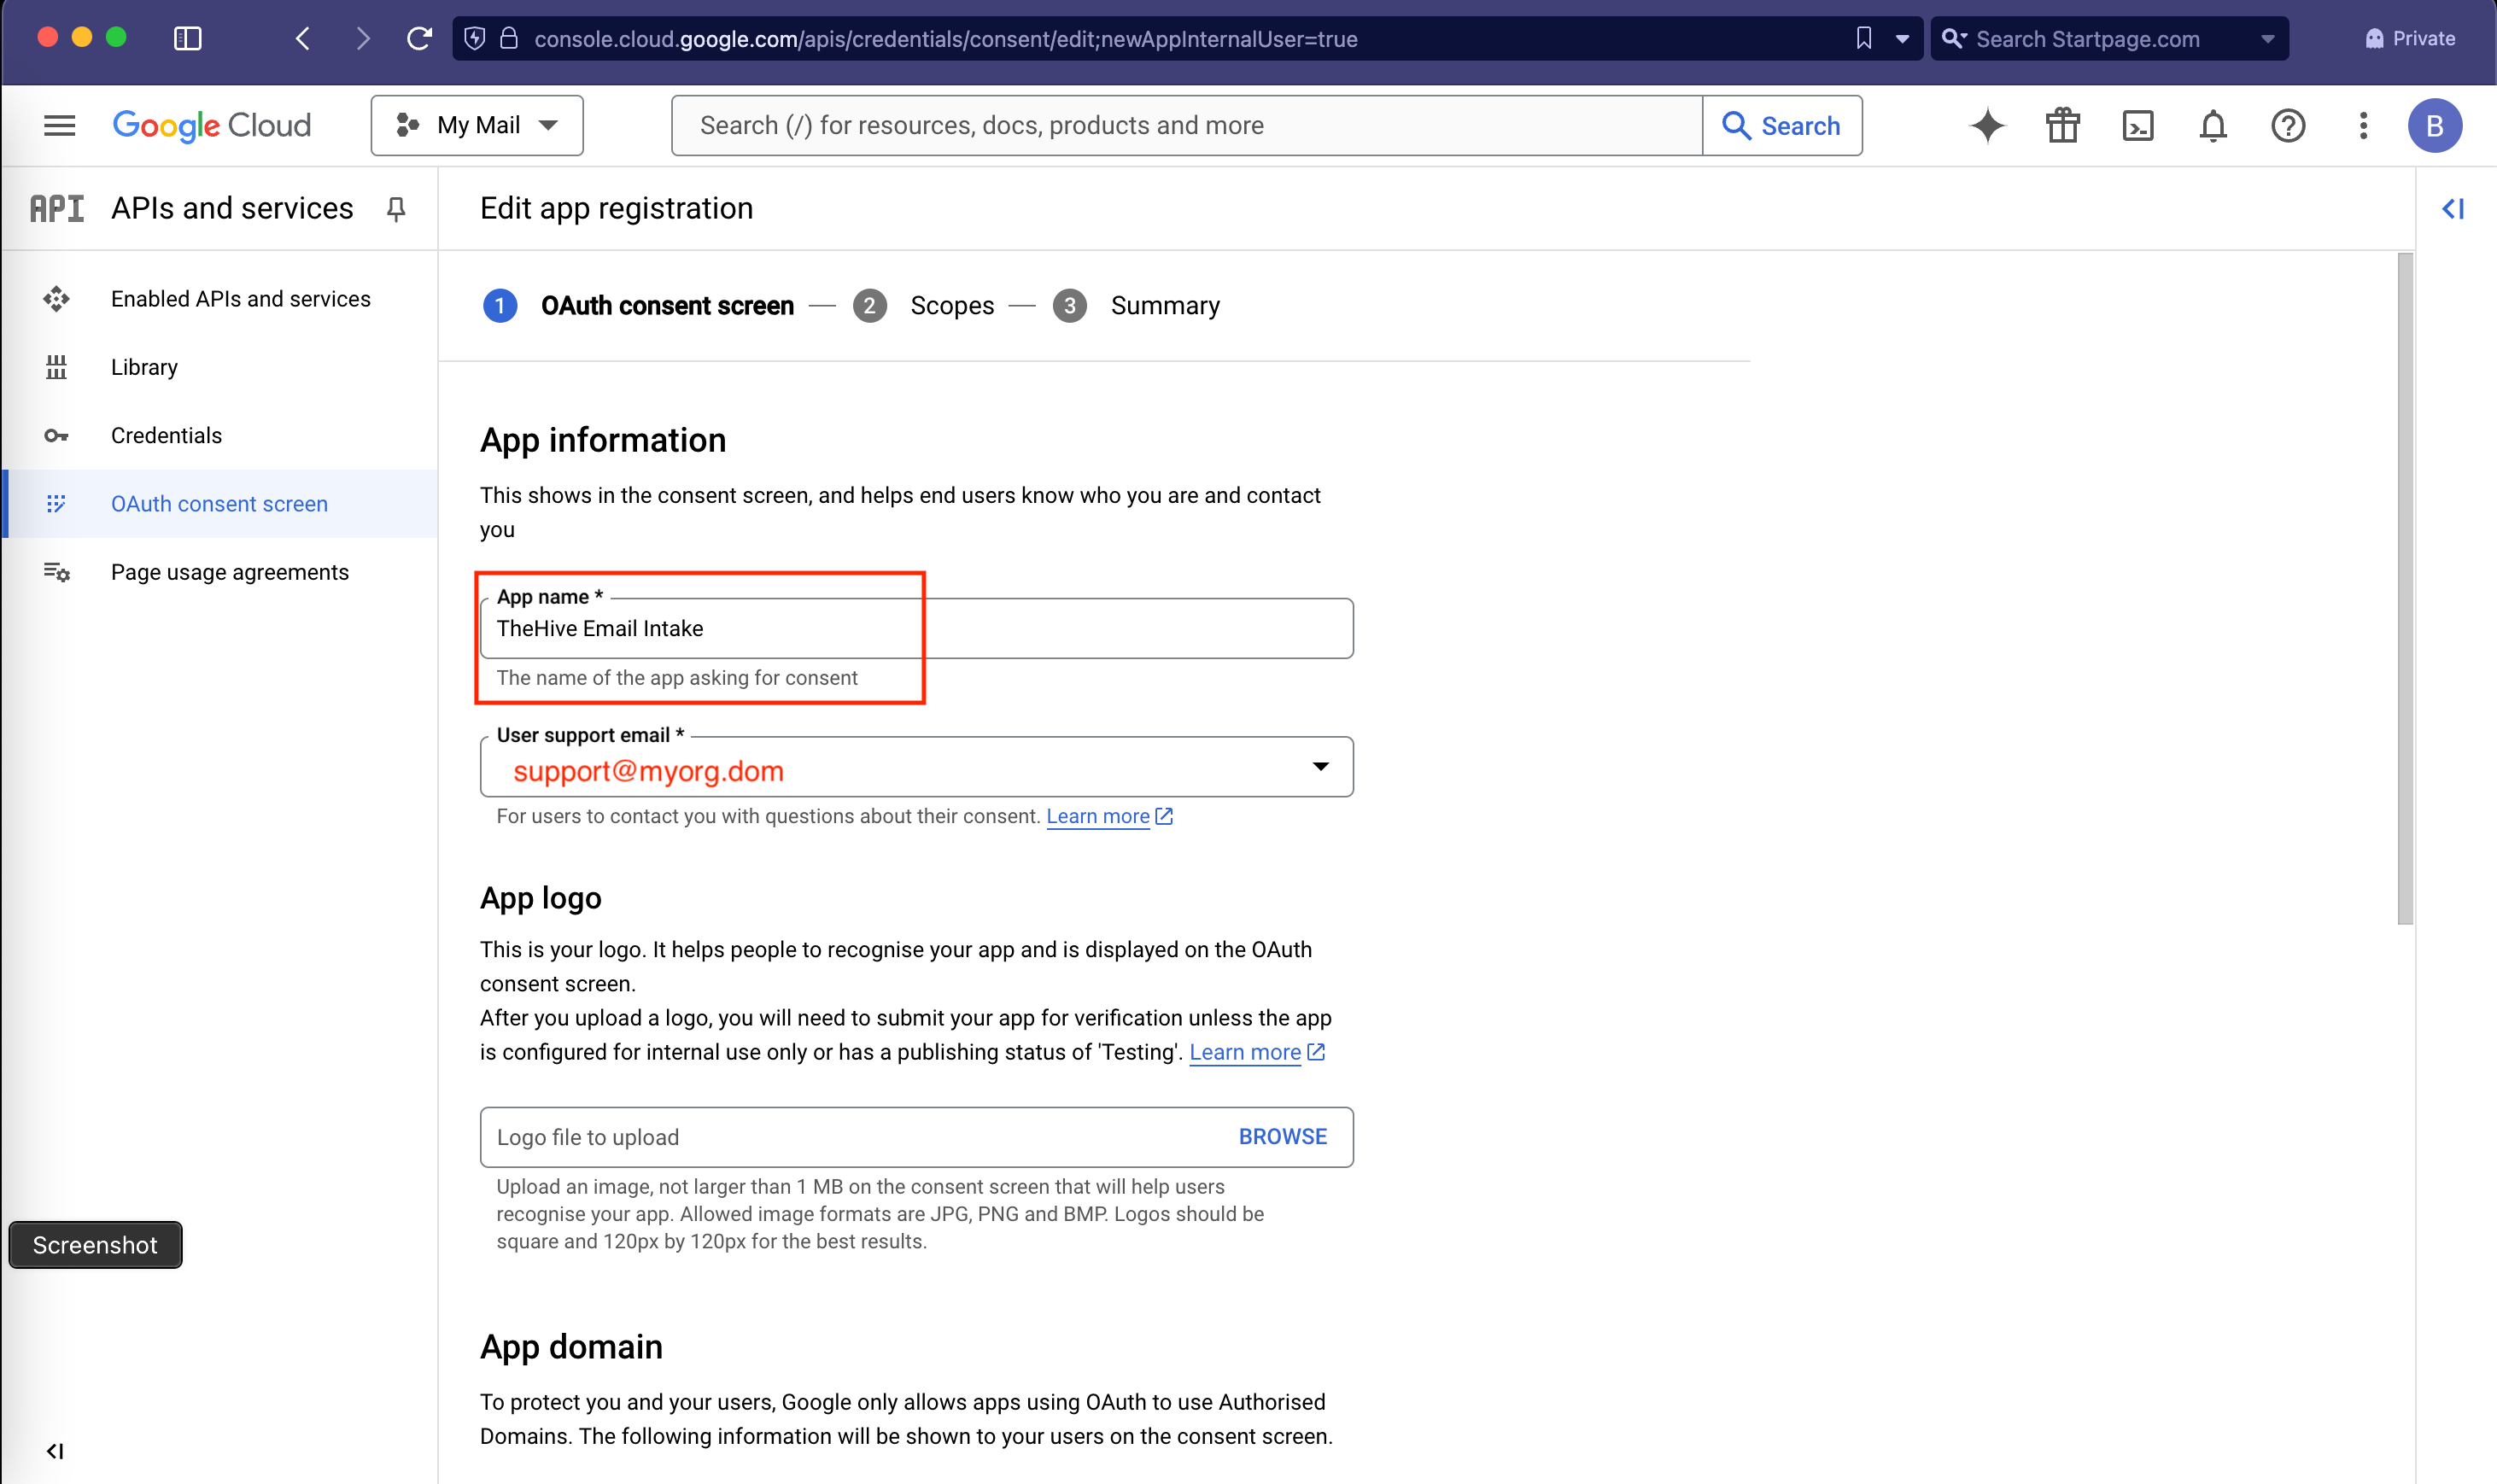 console.cloud.google.com/apis/credentials/consent/edit;newAppInternalUser=true
Search Startpage.com
Private
Google Cloud
My Mail
Search (/) for resources, docs, products and more
Search
B
API
APIs and services
Edit app registration
Enabled APIs and services
Library
Credentials
OAuth consent screen
Page usage agreements
1 OAuth consent screen — 2 Scopes — 3 Summary
App information
This shows in the consent screen, and helps end users know who you are and contact
you
App name *
TheHive Email Intake
The name of the app asking for consent
User support email *
support@myorg.dom
For users to contact you with questions about their consent. Learn more
App logo
This is your logo. It helps people to recognise your app and is displayed on the OAuth
consent screen.
After you upload a logo, you will need to submit your app for verification unless the app
is configured for internal use only or has a publishing status of 'Testing'. Learn more
Logo file to upload
BROWSE
Upload an image, not larger than 1 MB on the consent screen that will help users
recognise your app. Allowed image formats are JPG, PNG and BMP. Logos should be
square and 120px by 120px for the best results.
Screenshot
App domain
To protect you and your users, Google only allows apps using OAuth to use Authorised
Domains. The following information will be shown to your users on the consent screen.